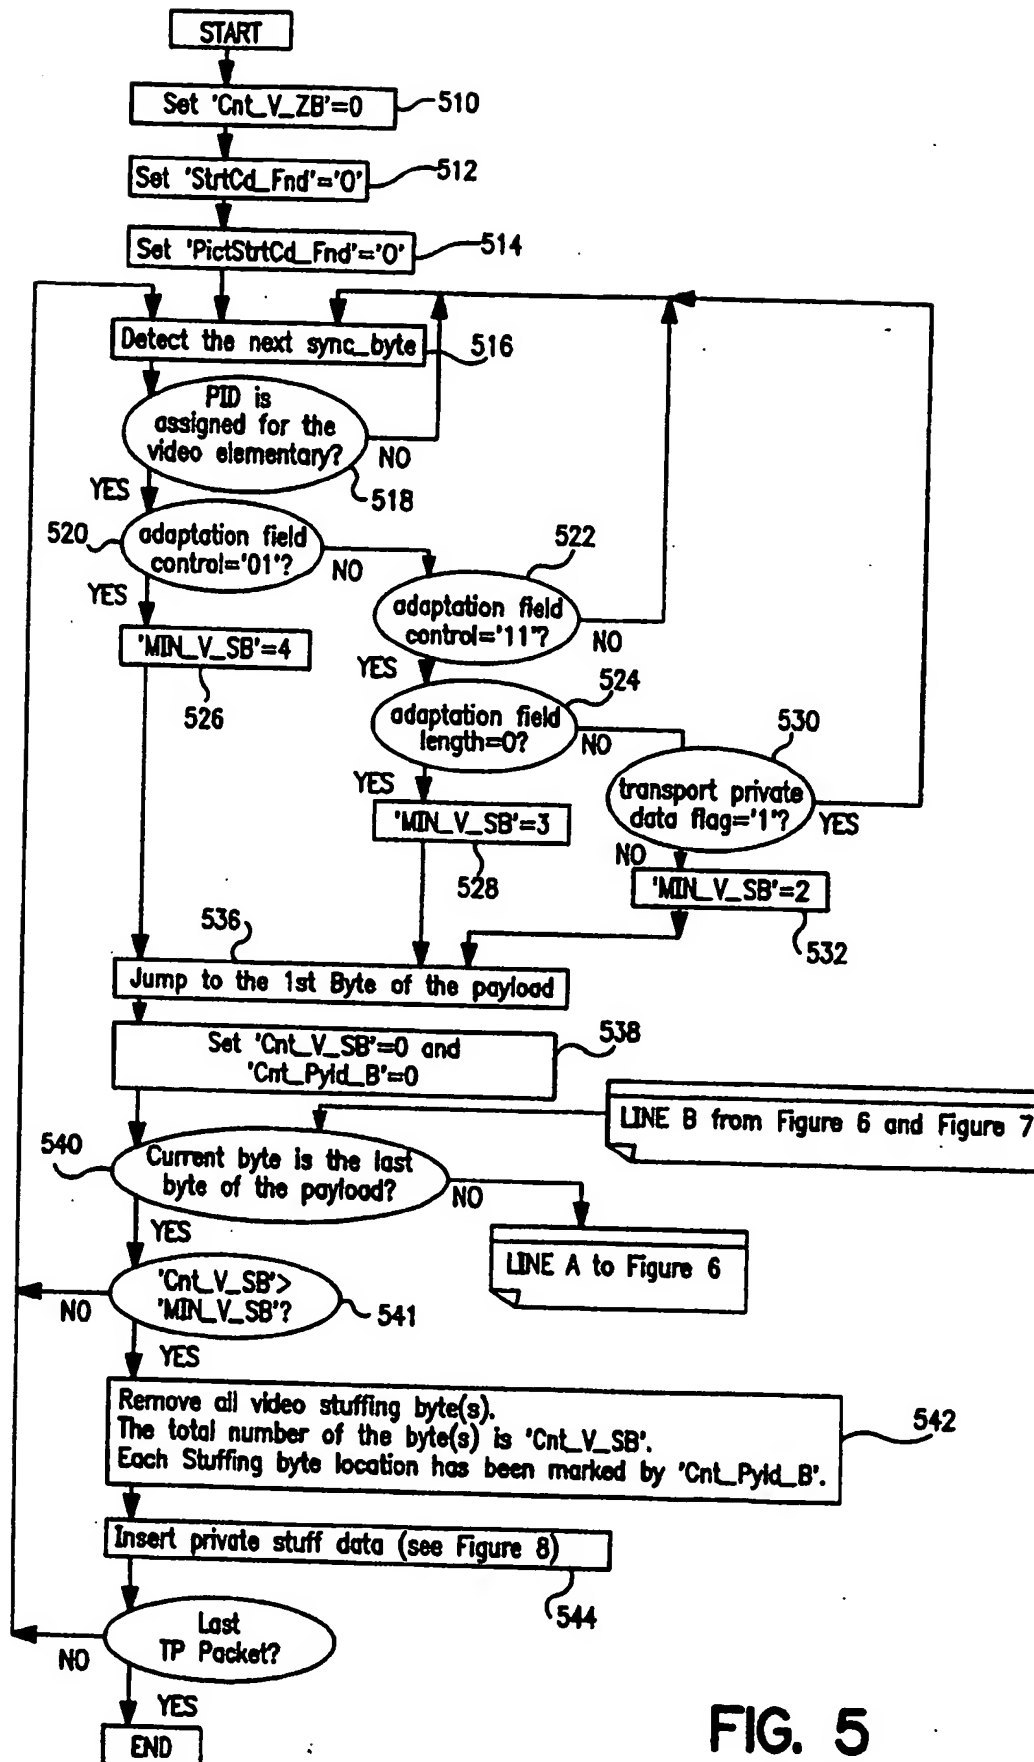 START
Set 'Cnt_V_ZB'=0
510
Set 'StrtCd_Fnd'='0'
512
Set 'PictStrtCd_Fnd'='0'
514
Detect the next sync_byte
516
PID is
assigned for the
video elementary?
NO
518
YES
520
adaptation field
control='01'?
NO
522
YES
adaptation field
control='11'?
NO
'MIN_V_SB'=4
526
YES
524
adaptation field
length=0?
NO
530
YES
transport private
data flag='1'?
YES
'MIN_V_SB'=3
528
NO
'MIN_V_SB'=2
532
536
Jump to the 1st Byte of the payload
Set 'Cnt_V_SB'=0 and
'Cnt_Pyld_B'=0
538
LINE B from Figure 6 and Figure 7
540
Current byte is the last
byte of the payload?
NO
YES
LINE A to Figure 6
'Cnt_V_SB'>
'MIN_V_SB'?
NO
541
YES
Remove all video stuffing byte(s).
The total number of the byte(s) is 'Cnt_V_SB'.
Each Stuffing byte location has been marked by 'Cnt_Pyld_B'.
542
Insert private stuff data (see Figure 8)
544
Last
TP Packet?
NO
YES
END
FIG. 5